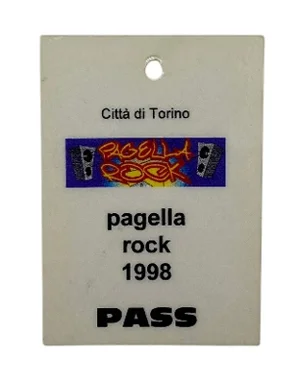 Città di Torino
PAGELLA
ROCK
pagella
rock
1998
PASS